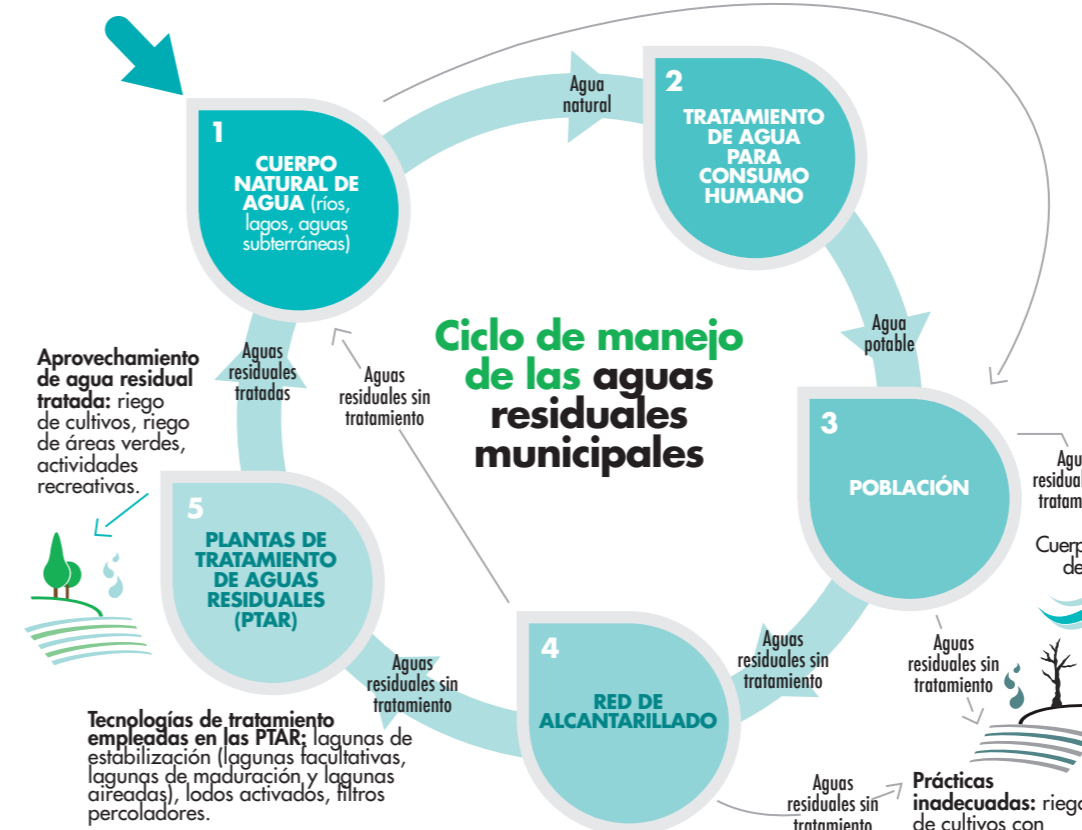 1
CUERPO
NATURAL DE
AGUA (ríos,
lagos, aguas
subterráneas)
Agua
natural
2
TRATAMIENTO
DE AGUA
PARA
CONSUMO
HUMANO
Agua
potable
Ciclo de manejo
de las aguas
residuales
municipales
3
POBLACIÓN
Aguas
residuales sin
tratamiento
4
RED DE
ALCANTARILLADO
Aguas
residuales sin
tratamiento
5
PLANTAS DE
TRATAMIENTO
DE AGUAS
RESIDUALES
(PTAR)
Aguas
residuales
tratadas
Aguas
residuales sin
tratamiento
Aprovechamiento
de agua residual
tratada: riego
de cultivos, riego
de áreas verdes,
actividades
recreativas.
Tecnologías de tratamiento
empleadas en las PTAR: lagunas de
estabilización (lagunas facultativas,
lagunas de maduración y lagunas
aireadas), lodos activados, filtros
percoladores.
de
Aguas
residuales sin
tratamiento
Aguas
residuales sin
tratamiento
Prácticas
inadecuadas: riego
de cultivos con